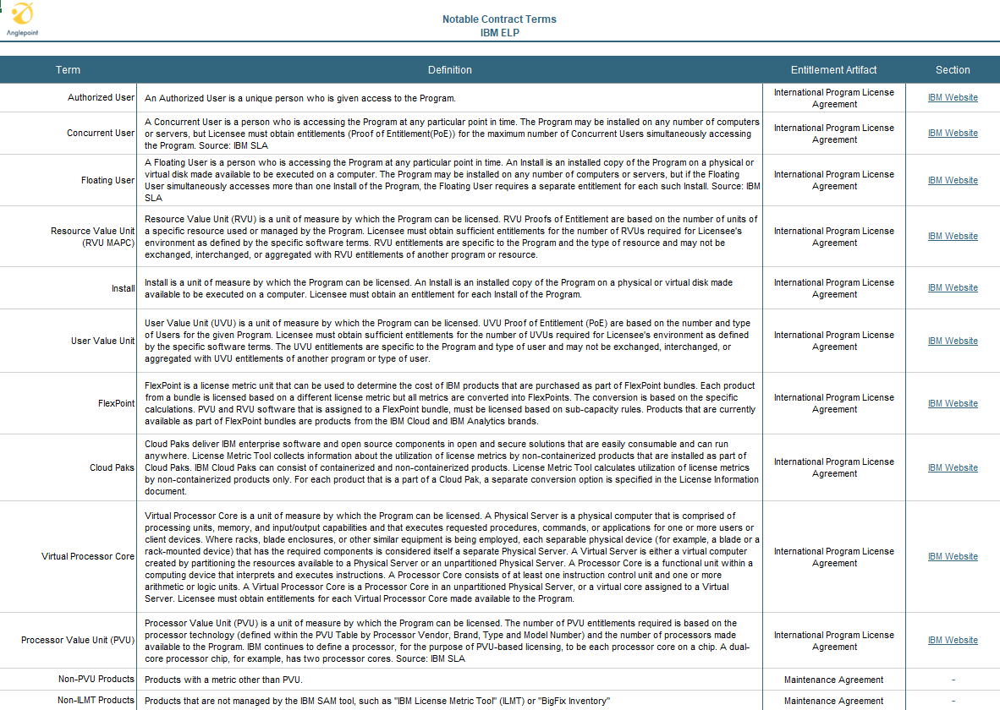 Anglepoint
Notable Contract Terms
IBM ELP
Term Definition Entitlement Artifact Section
Authorized User
An Authorized User is a unique person who is given access to the Program.
International Program License
Agreement
IBM Website
Concurrent User
A Concurrent User is a person who is accessing the Program at any particular point in time. The Program may be installed on any number of computers
or servers, but Licensee must obtain entitlements (Proof of Entitlement(PoE)) for the maximum number of Concurrent Users simultaneously accessing
the Program. Source: IBM SLA
International Program License
Agreement
IBM Website
Floating User
A Floating User is a person who is accessing the Program at any particular point in time. An Install is an installed copy of the Program on a physical or
virtual disk made available to be executed on a computer. The Program may be installed on any number of computers or servers, but if the Floating
User simultaneously accesses more than one Install of the Program, the Floating User requires a separate entitlement for each such Install. Source: IBM
SLA
International Program License
Agreement
IBM Website
Resource Value Unit
(RVU MAPC)
Resource Value Unit (RVU) is a unit of measure by which the Program can be licensed. RVU Proofs of Entitlement are based on the number of units of
a specific resource used or managed by the Program. Licensee must obtain sufficient entitlements for the number of RVUs required for Licensee's
environment as defined by the specific software terms. RVU entitlements are specific to the Program and the type of resource and may not be
exchanged, interchanged, or aggregated with RVU entitlements of another program or resource.
International Program License
Agreement
IBM Website
Install
Install is a unit of measure by which the Program can be licensed. An Install is an installed copy of the Program on a physical or virtual disk made
available to be executed on a computer. Licensee must obtain an entitlement for each Install of the Program.
International Program License
Agreement
IBM Website
User Value Unit
User Value Unit (UVU) is a unit of measure by which the Program can be licensed. UVU Proof of Entitlement (PoE) are based on the number and type
of Users for the given Program. Licensee must obtain sufficient entitlements for the number of UVUs required for Licensee's environment as defined
by the specific software terms. The UVU entitlements are specific to the Program and type of user and may not be exchanged, interchanged, or
aggregated with UVU entitlements of another program or type of user.
International Program License
Agreement
IBM Website
FlexPoint
FlexPoint is a license metric unit that can be used to determine the cost of IBM products that are purchased as part of FlexPoint bundles. Each product
from a bundle is licensed based on a different license metric but all metrics are converted into FlexPoints. The conversion is based on the specific
calculations. PVU and RVU software that is assigned to a FlexPoint bundle, must be licensed based on sub-capacity rules. Products that are currently
available as part of FlexPoint bundles are products from the IBM Cloud and IBM Analytics brands.
International Program License
Agreement
IBM Website
Cloud Paks
Cloud Paks deliver IBM enterprise software and open source components in open and secure solutions that are easily consumable and can run
anywhere. License Metric Tool collects information about the utilization of license metrics by non-containerized products that are installed as part of
Cloud Paks. IBM Cloud Paks can consist of containerized and non-containerized products. License Metric Tool calculates utilization of license metrics
by non-containerized products only. For each product that is a part of a Cloud Pak, a separate conversion option is specified in the License Information
document.
International Program License
Agreement
IBM Website
Virtual Processor Core
Virtual Processor Core is a unit of measure by which the Program can be licensed. A Physical Server is a physical computer that is comprised of
processing units, memory, and input/output capabilities and that executes requested procedures, commands, or applications for one or more users or
client devices. Where racks, blade enclosures, or other similar equipment is being employed, each separable physical device (for example, a blade or a
rack-mounted device) that has the required components is considered itself a separate Physical Server. A Virtual Server is either a virtual computer
created by partitioning the resources available to a Physical Server or an unpartitioned Physical Server. A Processor Core is a functional unit within a
computing device that interprets and executes instructions. A Processor Core consists of at least one instruction control unit and one or more
arithmetic or logic units. A Virtual Processor Core is a Processor Core in an unpartitioned Physical Server, or a virtual core assigned to a Virtual
Server. Licensee must obtain entitlements for each Virtual Processor Core made available to the Program.
International Program License
Agreement
IBM Website
Processor Value Unit (PVU)
Processor Value Unit (PVU) is a unit of measure by which the Program can be licensed. The number of PVU entitlements required is based on the
processor technology (defined within the PVU Table by Processor Vendor, Brand, Type and Model Number) and the number of processors made
available to the Program. IBM continues to define a processor, for the purpose of PVU-based licensing, to be each processor core on a chip. A dual-
core processor chip, for example, has two processor cores. Source: IBM SLA
International Program License
Agreement
IBM Website
Non-PVU Products Products with a metric other than PVU. Maintenance Agreement -
Non-ILMT Products Products that are not managed by the IBM SAM tool, such as "IBM License Metric Tool" (ILMT) or "BigFix Inventory" Maintenance Agreement -